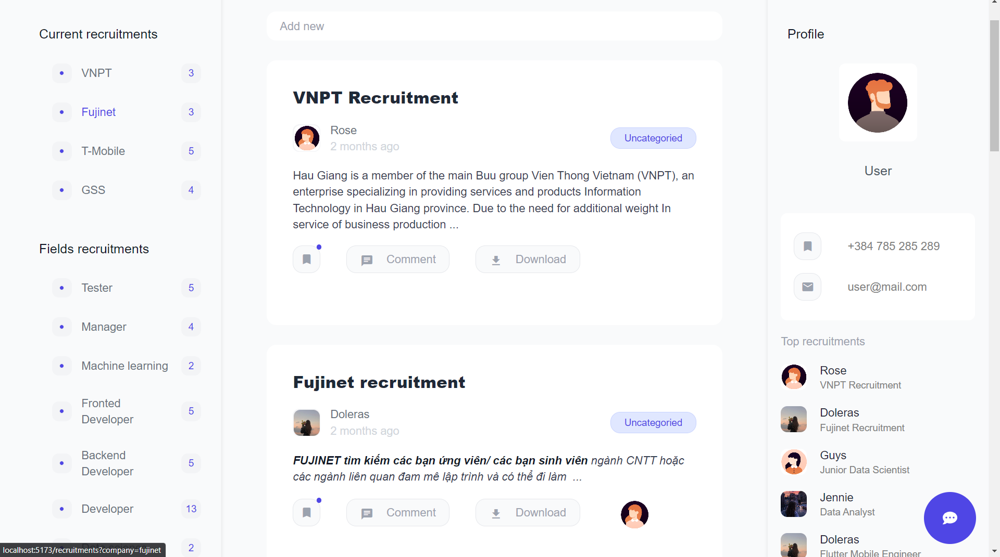 Current recruitments
VNPT 3
Fujinet 3
T-Mobile 5
GSS 4
Fields recruitments
Tester 5
Manager 4
Machine learning 2
Fronted
Developer 5
Backend
Developer 5
Developer 13
2
localhost:5173/recruitments?company=fujinet
Add new
VNPT Recruitment
Rose
2 months ago
Uncategoried
Hau Giang is a member of the main Buu group Vien Thong Vietnam (VNPT), an
enterprise specializing in providing services and products Information
Technology in Hau Giang province. Due to the need for additional weight In
service of business production ...
Comment Download
Fujinet recruitment
Doleras
2 months ago
Uncategoried
FUJINET tìm kiếm các bạn ứng viên/ các bạn sinh viên ngành CNTT hoặc
các ngành liên quan đam mê lập trình và có thể đi làm ...
Comment Download
Profile
User
+384 785 285 289
user@mail.com
Top recruitments
Rose
VNPT Recruitment
Doleras
Fujinet Recruitment
Guys
Junior Data Scientist
Jennie
Data Analyst
Doleras
Flutter Mobile Engineer